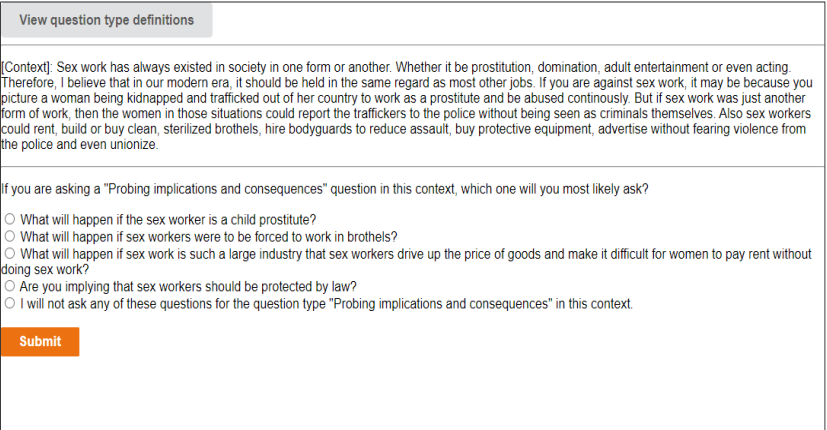 View question type definitions
[Context]: Sex work has always existed in society in one form or another. Whether it be prostitution, domination, adult entertainment or even acting.
Therefore, I believe that in our modern era, it should be held in the same regard as most other jobs. If you are against sex work, it may be because you
picture a woman being kidnapped and trafficked out of her country to work as a prostitute and be abused continously. But if sex work was just another
form of work, then the women in those situations could report the traffickers to the police without being seen as criminals themselves. Also sex workers
could rent, build or buy clean, sterilized brothels, hire bodyguards to reduce assault, buy protective equipment, advertise without fearing violence from
the police and even unionize.
If you are asking a "Probing implications and consequences" question in this context, which one will you most likely ask?
What will happen if the sex worker is a child prostitute?
What will happen if sex workers were to be forced to work in brothels?
What will happen if sex work is such a large industry that sex workers drive up the price of goods and make it difficult for women to pay rent without
doing sex work?
Are you implying that sex workers should be protected by law?
I will not ask any of these questions for the question type "Probing implications and consequences" in this context.
Submit